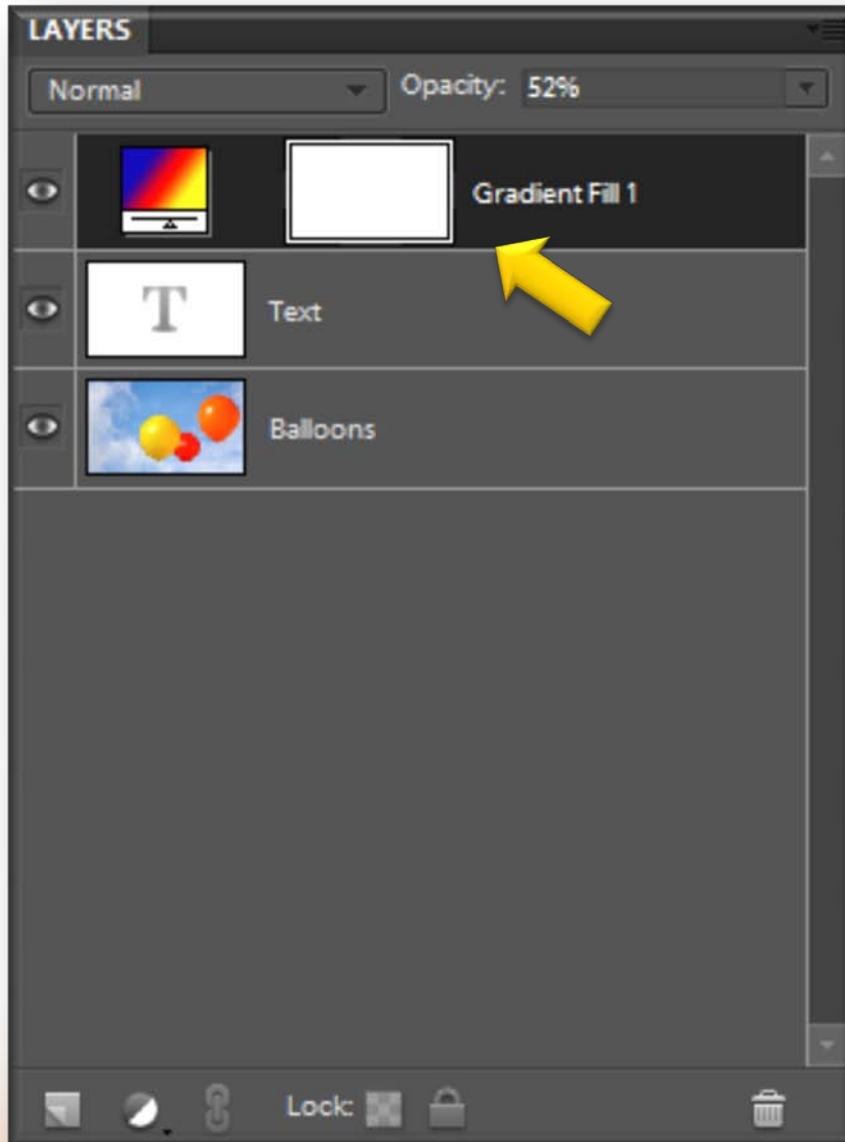 LAYERS
Normal Opacity: 52%
Gradient Fill 1
T Text
Balloons
Lock: